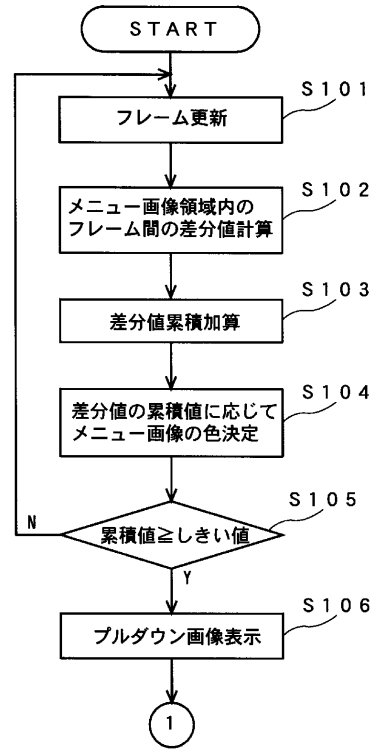 START
S101
フレーム更新
S102
メニュー画像領域内の
フレーム間の差分値計算
S103
差分値累積加算
S104
差分値の累積値に応じて
メニュー画像の色決定
S105
累積値≧しきい値
N
Y
S106
プルダウン画像表示
1